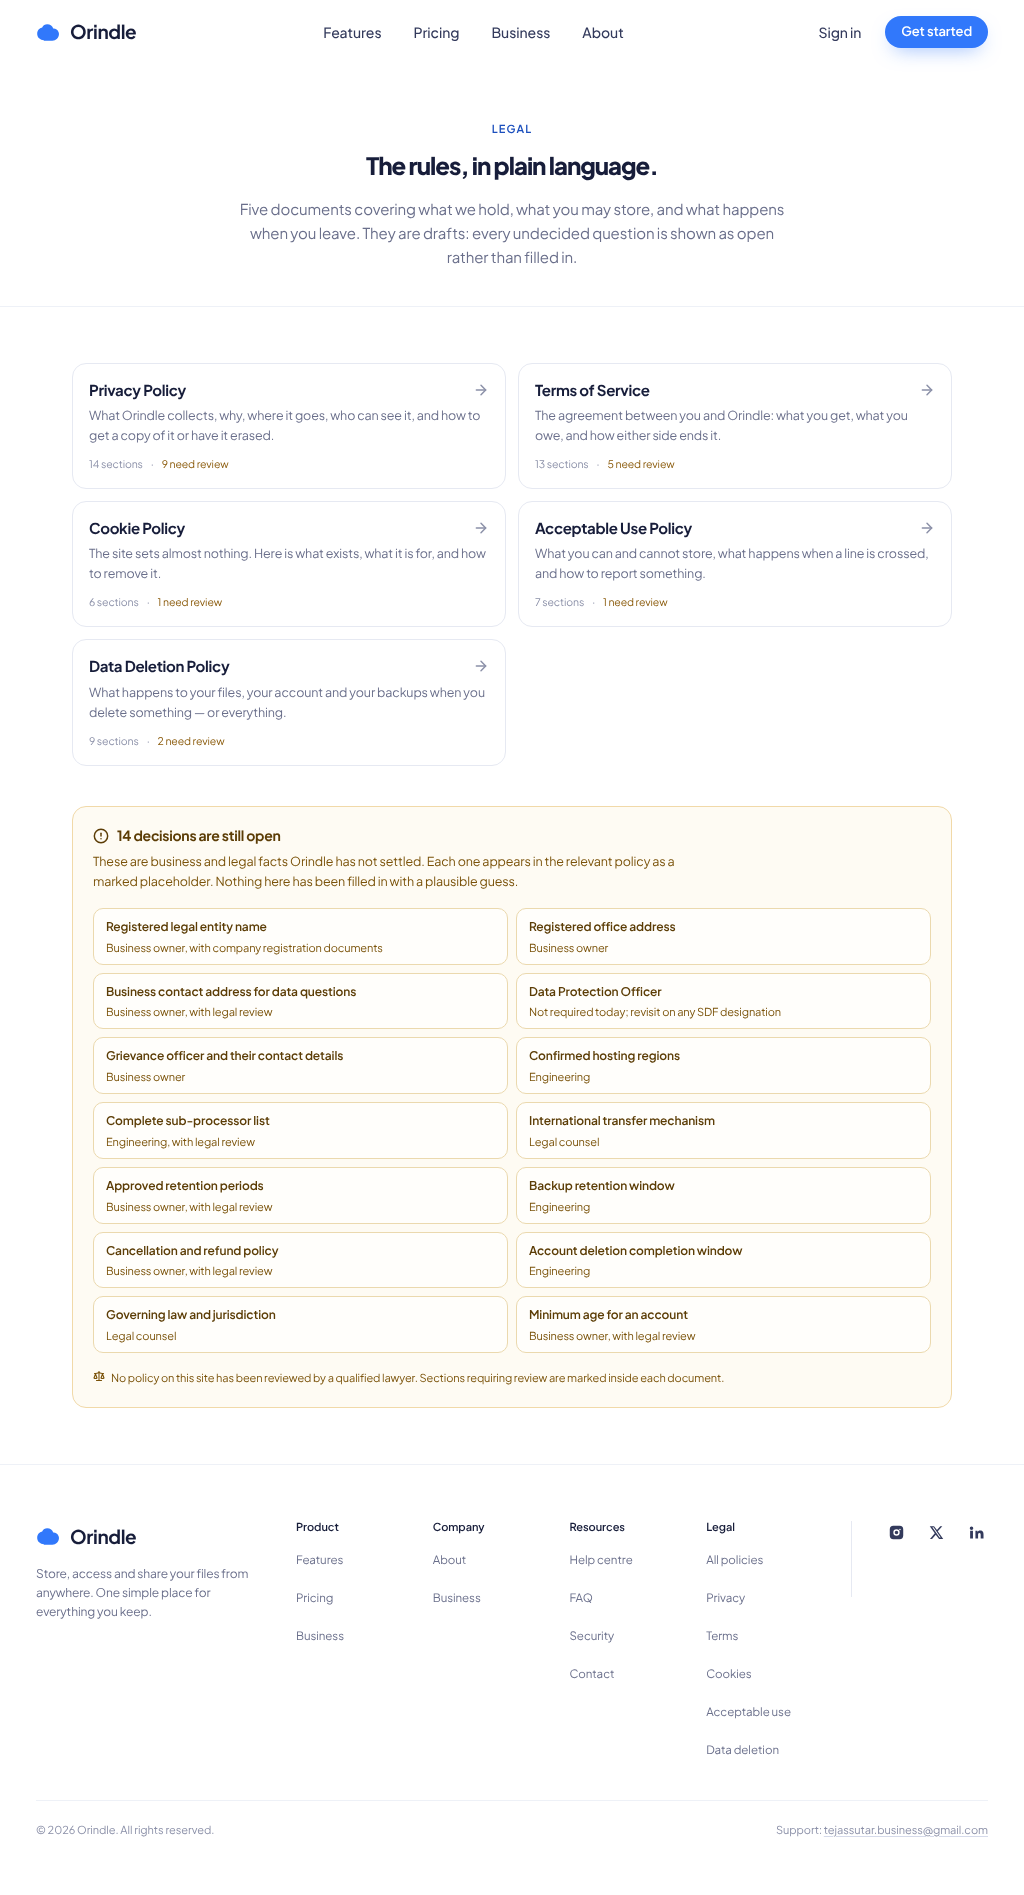 Orindle
Features
Pricing
Business
About
Sign in
Get started
LEGAL
The rules, in plain language.
Five documents covering what we hold, what you may store, and what happens
when you leave. They are drafts: every undecided question is shown as open
rather than filled in.
Privacy Policy
What Orindle collects, why, where it goes, who can see it, and how to
get a copy of it or have it erased.
14 sections · 9 need review
Terms of Service
The agreement between you and Orindle: what you get, what you
owe, and how either side ends it.
13 sections · 5 need review
Cookie Policy
The site sets almost nothing. Here is what exists, what it is for, and how
to remove it.
6 sections · 1 need review
Acceptable Use Policy
What you can and cannot store, what happens when a line is crossed,
and how to report something.
7 sections · 1 need review
Data Deletion Policy
What happens to your files, your account and your backups when you
delete something — or everything.
9 sections · 2 need review
14 decisions are still open
These are business and legal facts Orindle has not settled. Each one appears in the relevant policy as a
marked placeholder. Nothing here has been filled in with a plausible guess.
Registered legal entity name
Business owner, with company registration documents
Registered office address
Business owner
Business contact address for data questions
Business owner, with legal review
Data Protection Officer
Not required today; revisit on any SDF designation
Grievance officer and their contact details
Business owner
Confirmed hosting regions
Engineering
Complete sub-processor list
Engineering, with legal review
International transfer mechanism
Legal counsel
Approved retention periods
Business owner, with legal review
Backup retention window
Engineering
Cancellation and refund policy
Business owner, with legal review
Account deletion completion window
Engineering
Governing law and jurisdiction
Legal counsel
Minimum age for an account
Business owner, with legal review
No policy on this site has been reviewed by a qualified lawyer. Sections requiring review are marked inside each document.
Orindle
Store, access and share your files from
anywhere. One simple place for
everything you keep.
Product
Features
Pricing
Business
Company
About
Business
Resources
Help centre
FAQ
Security
Contact
Legal
All policies
Privacy
Terms
Cookies
Acceptable use
Data deletion
© 2026 Orindle. All rights reserved.
Support: tejassutar.business@gmail.com